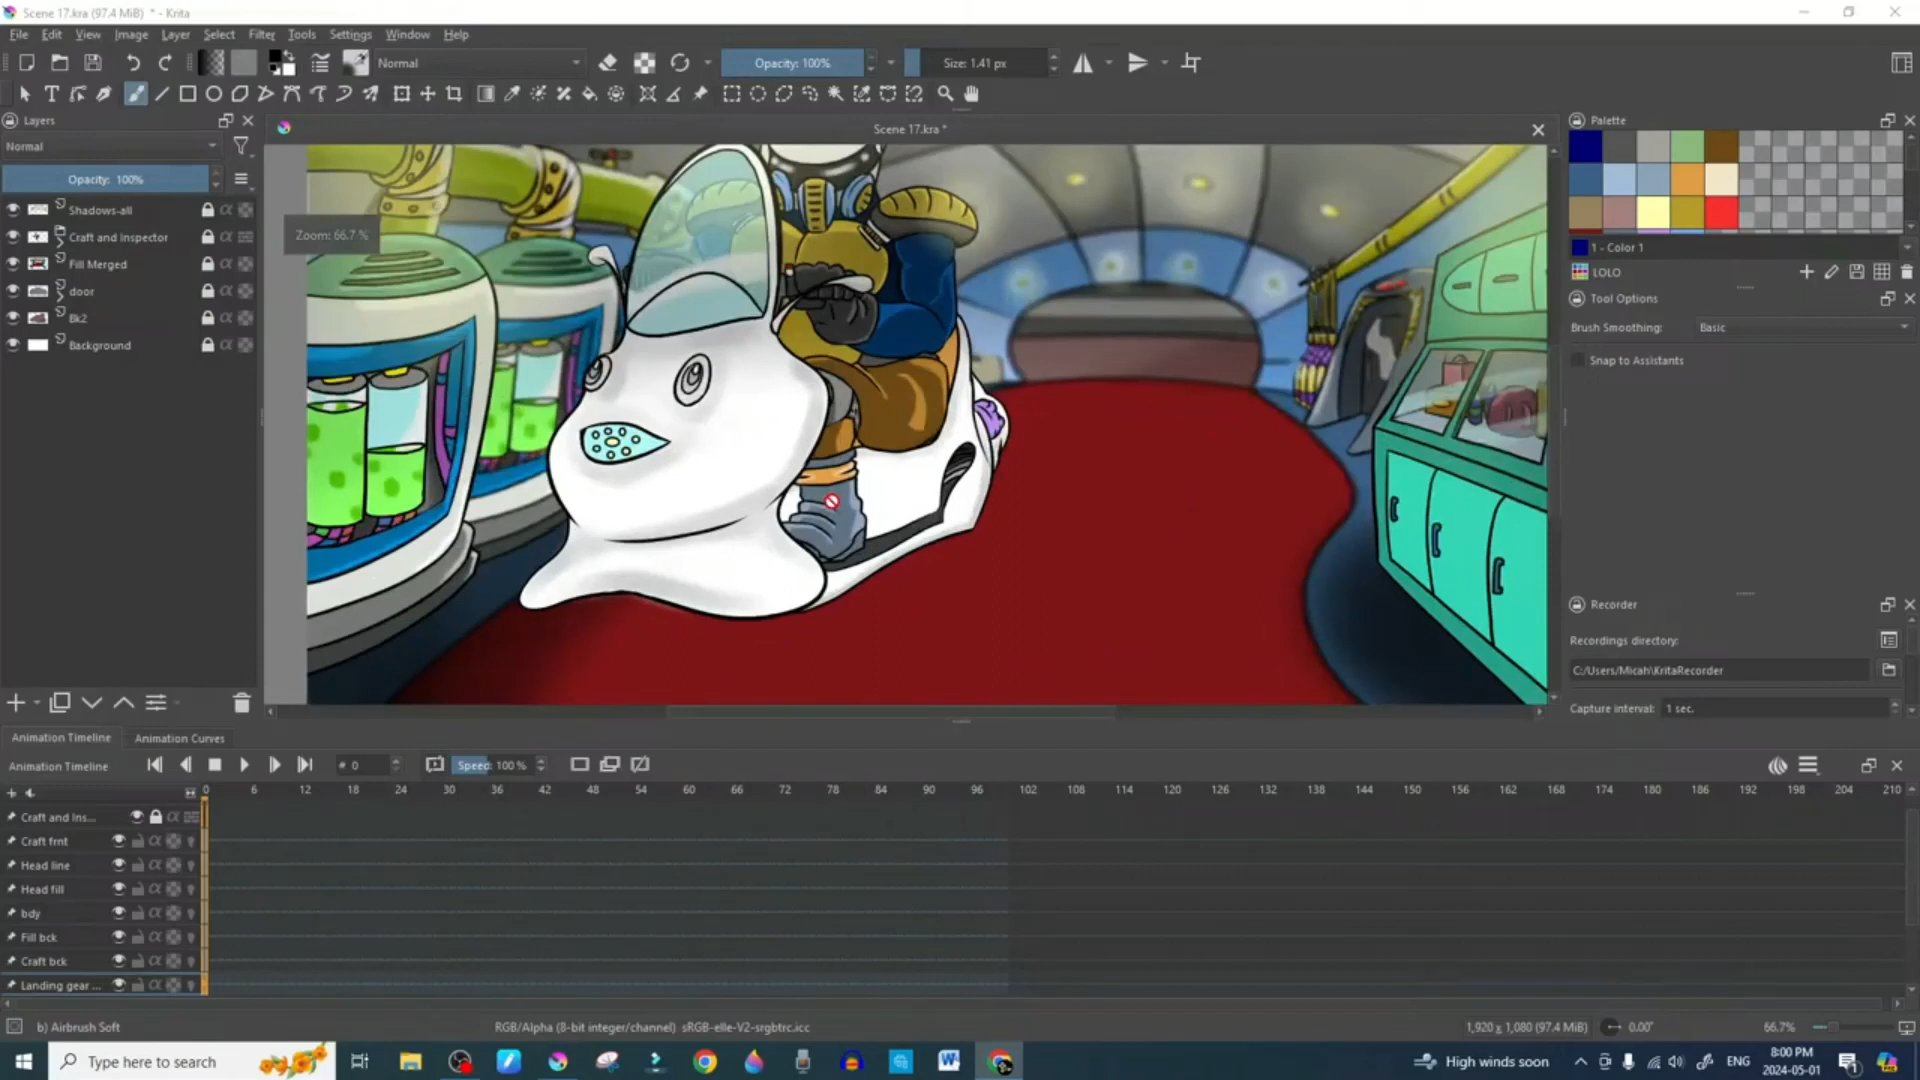 Scene 17.kra (97.4 MiB) * - Krita
File Edit View Image Layer Select Filter Tools Settings Window Help
Normal
Opacity: 100%
Size: 1.41 px
Layers
Scene 17.kra *
Palette
Normal
Opacity: 100%
Shadows-all
Craft and Inspector
Zoom: 66.7 %
1 - Color 1
Fill Merged
LOLO
door
Tool Options
Bk2
Brush Smoothing: Basic
Background
Snap to Assistants
Recorder
Recordings directory:
C:/Users/Micah\KritaRecorder
Capture interval: 1 sec.
Animation Timeline Animation Curves
Animation Timeline
# 0
Speed: 100 %
0 6 12 18 24 30 36 42 48 54 60 66 72 78 84 90 96 102 108 114 120 126 132 138 144 150 156 162 168 174 180 186 192 198 204 210
Craft and Ins...
Craft frnt
Head line
Head fill
bdy
Fill bck
Craft bck
Landing gear ...
b) Airbrush Soft
RGB/Alpha (8-bit integer/channel) sRGB-elle-V2-srgbtrc.icc
1,920 x 1,080 (97.4 MiB)
0.00°
66.7%
Type here to search
High winds soon
ENG
8:00 PM
2024-05-01